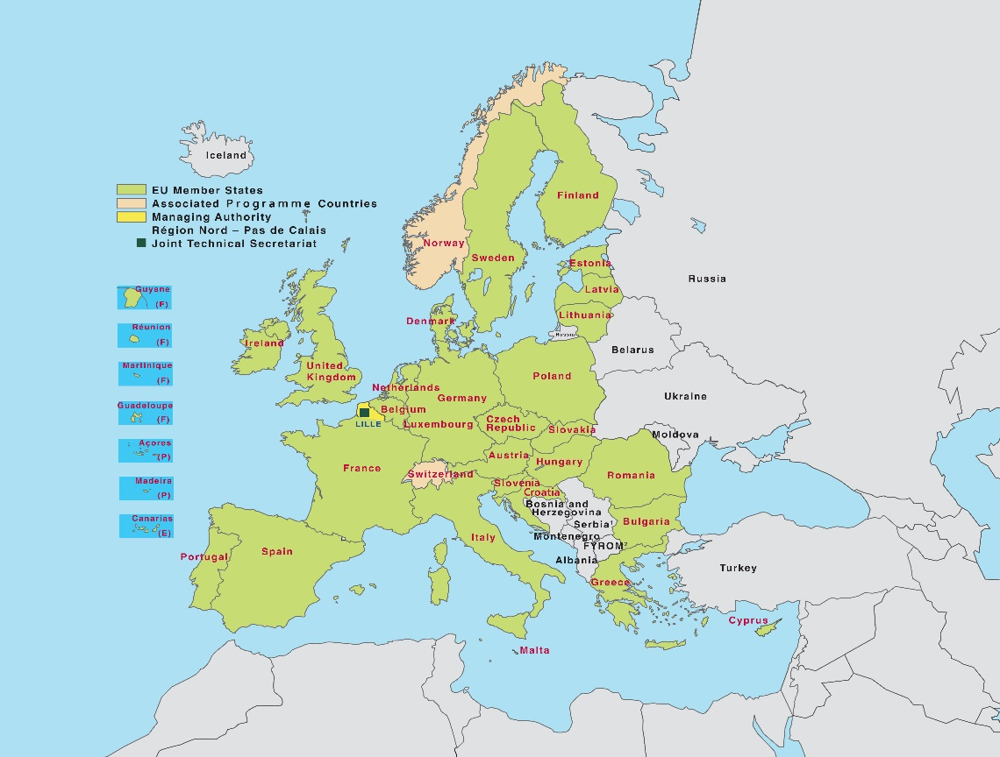 Iceland
EU Member States
Associated Programme Countries
Managing Authority
Région Nord – Pas de Calais
Joint Technical Secretariat
Finland
Norway
Sweden
Estonia
Russia
Latvia
Guyane
(F)
Lithuania
Denmark
Réunion
(F)
Russia
Ireland
Belarus
Martinique
(F)
United
Kingdom
Poland
Netherlands
Germany
Ukraine
Guadeloupe
(F)
Belgium
LILLE
Luxembourg
Czech
Republic
Slovakia
Moldova
Açores
(P)
Austria
Hungary
France
Switzerland
Romania
Madeira
(P)
Slovenia
Croatia
Bosnia and
Herzegovina
Canarias
(E)
Serbia¹
Bulgaria
Montenegro
Italy
FYROM²
Portugal
Spain
Albania
Turkey
Greece
Cyprus
Malta